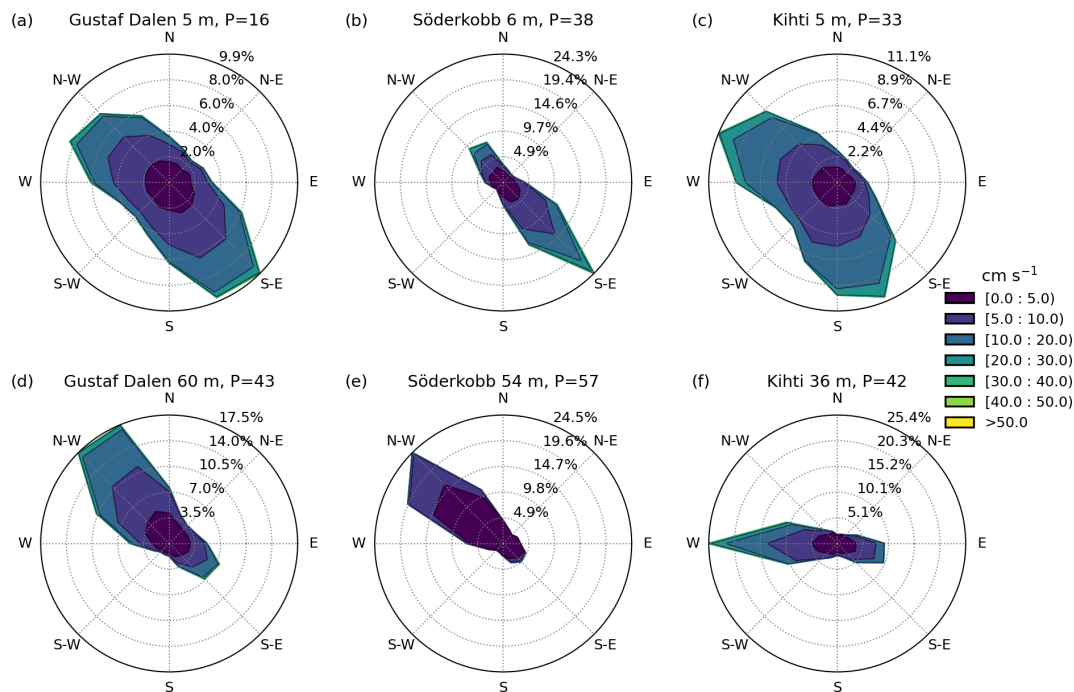 (a) Gustaf Dalen 5 m, P=16
N
9.9%
8.0%
6.0%
4.0%
2.0%
N-W
N-E
W
E
S-W
S-E
S
(b) Söderkobb 6 m, P=38
N
24.3%
19.4%
14.6%
9.7%
4.9%
N-W
N-E
W
E
S-W
S-E
S
(c) Kihti 5 m, P=33
N
11.1%
8.9%
6.7%
4.4%
2.2%
N-W
N-E
W
E
S-W
S-E
S
cm s⁻¹
[0.0 : 5.0)
[5.0 : 10.0)
[10.0 : 20.0)
[20.0 : 30.0)
[30.0 : 40.0)
[40.0 : 50.0)
>50.0
(d) Gustaf Dalen 60 m, P=43
N
17.5%
14.0%
10.5%
7.0%
3.5%
N-W
N-E
W
E
S-W
S-E
S
(e) Söderkobb 54 m, P=57
N
24.5%
19.6%
14.7%
9.8%
4.9%
N-W
N-E
W
E
S-W
S-E
S
(f) Kihti 36 m, P=42
N
25.4%
20.3%
15.2%
10.1%
5.1%
N-W
N-E
W
E
S-W
S-E
S